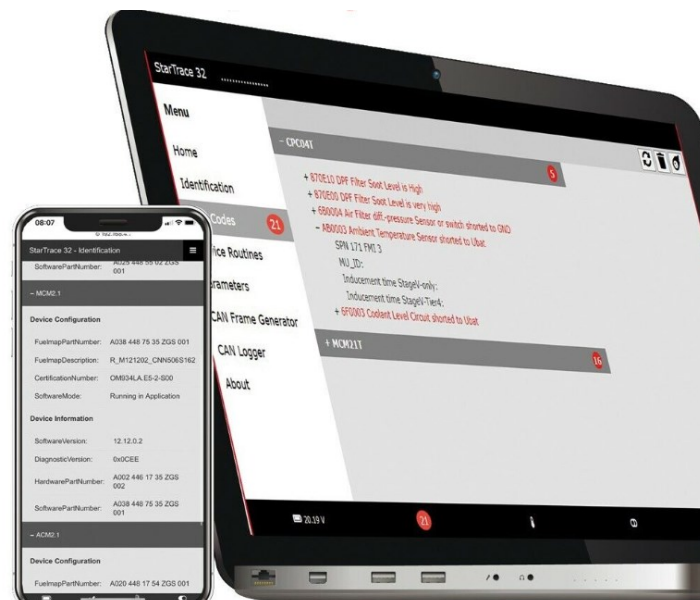 StarTrace 32
Menu
Home
Identification
Codes 21
Routines
CAN Frame Generator
CAN Logger
About
– CPC04T 5
+ 870E10 DPF Filter Soot Level is High
+ 870E00 DPF Filter Soot Level is very high
+ 6B0004 Air Filter diff.-pressure Sensor or switch shorted to GND
– AB0003 Ambient Temperature Sensor shorted to Ubat
SPN 171 FMI 3
MU_ID:
Inducement time StageV-only:
Inducement time StageV-Tier4:
+ 6F0003 Coolant Level Circuit shorted to Ubat
+ MCM21T 16
20.19 V 21
08:07
StarTrace 32 - Identification
SoftwarePartNumber: A029 448 55 02 ZGS
001
– MCM2.1
Device Configuration
FuelmapPartNumber: A038 448 75 35 ZGS 001
FuelmapDescription: R_M121202_CNN506S162
CertificationNumber: OM934LA.E5-2-S00
SoftwareMode: Running in Application
Device Information
SoftwareVersion: 12.12.0.2
DiagnosticVersion: 0x0CEE
HardwarePartNumber: A002 446 17 35 ZGS
002
SoftwarePartNumber: A038 448 75 35 ZGS
001
– ACM2.1
Device Configuration
FuelmapPartNumber: A020 448 17 54 ZGS 001